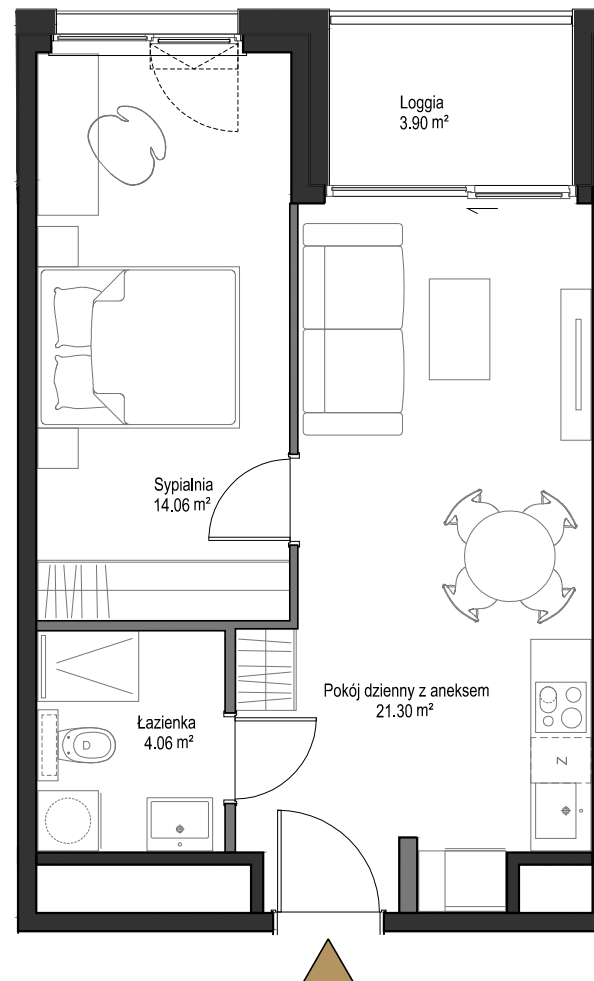 Loggia
3.90 m²
Sypialnia
14.06 m²
Pokój dzienny z aneksem
21.30 m²
Łazienka
4.06 m²
Z